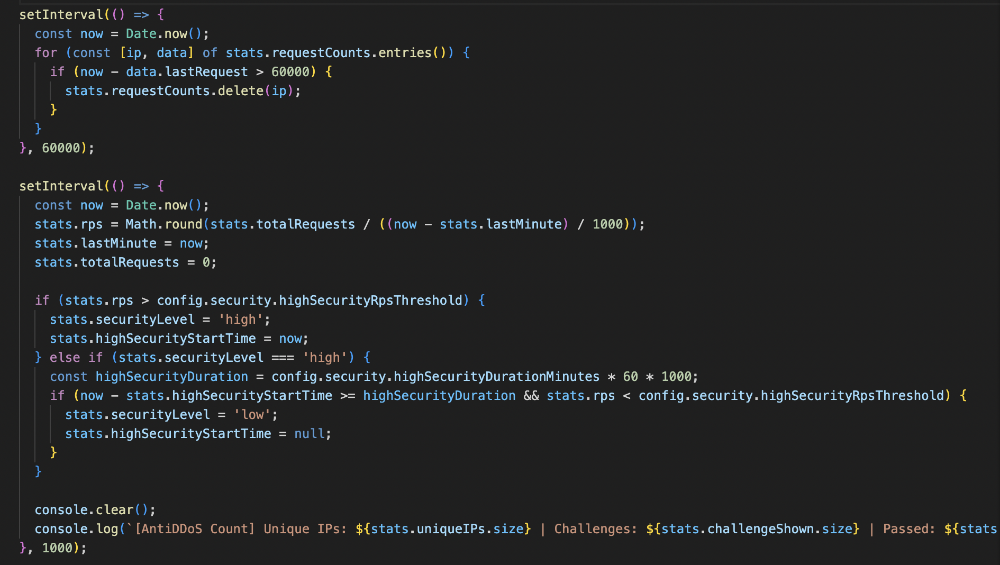 setInterval(() => {
  const now = Date.now();
  for (const [ip, data] of stats.requestCounts.entries()) {
    if (now - data.lastRequest > 60000) {
      stats.requestCounts.delete(ip);
    }
  }
}, 60000);

setInterval(() => {
  const now = Date.now();
  stats.rps = Math.round(stats.totalRequests / ((now - stats.lastMinute) / 1000));
  stats.lastMinute = now;
  stats.totalRequests = 0;

  if (stats.rps > config.security.highSecurityRpsThreshold) {
    stats.securityLevel = 'high';
    stats.highSecurityStartTime = now;
  } else if (stats.securityLevel === 'high') {
    const highSecurityDuration = config.security.highSecurityDurationMinutes * 60 * 1000;
    if (now - stats.highSecurityStartTime >= highSecurityDuration && stats.rps < config.security.highSecurityRpsThreshold) {
      stats.securityLevel = 'low';
      stats.highSecurityStartTime = null;
    }
  }

  console.clear();
  console.log(`[AntiDDoS Count] Unique IPs: ${stats.uniqueIPs.size} | Challenges: ${stats.challengeShown.size} | Passed: ${stats
}, 1000);